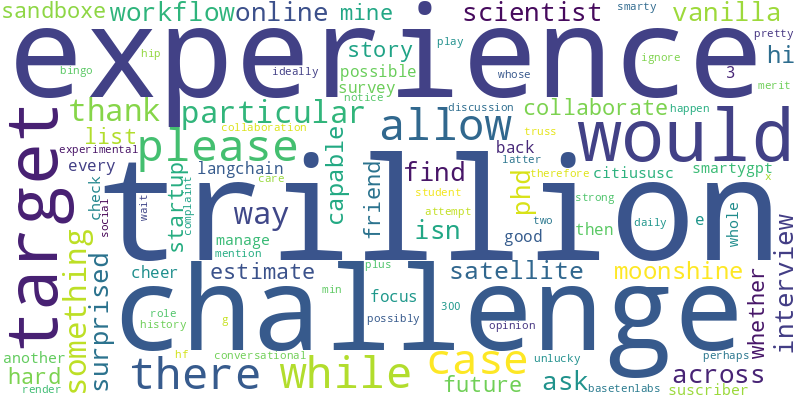 sandboxe workflow online mine scientist smarty vanilla
experience
hip story play whose pretty hi
bingo ideally possible 3 ignore
survey notice
thank particular discussion collaborate merit
target list please collaboration allow truss would happen
experimental back
every langchain capable friend find latter citiususc smartygpt
check social startup complaint care student phd therefore x
trillion
wait way attempt isn two strong then daily e whole
something manage mention good
surprised cheer estimate plus satellite moonshine whether interview
challenge
min focus 300
role history g possibly opinion
another there hf conversational while case unlucky perhaps across
hard render future ask basetenlabs suscriber